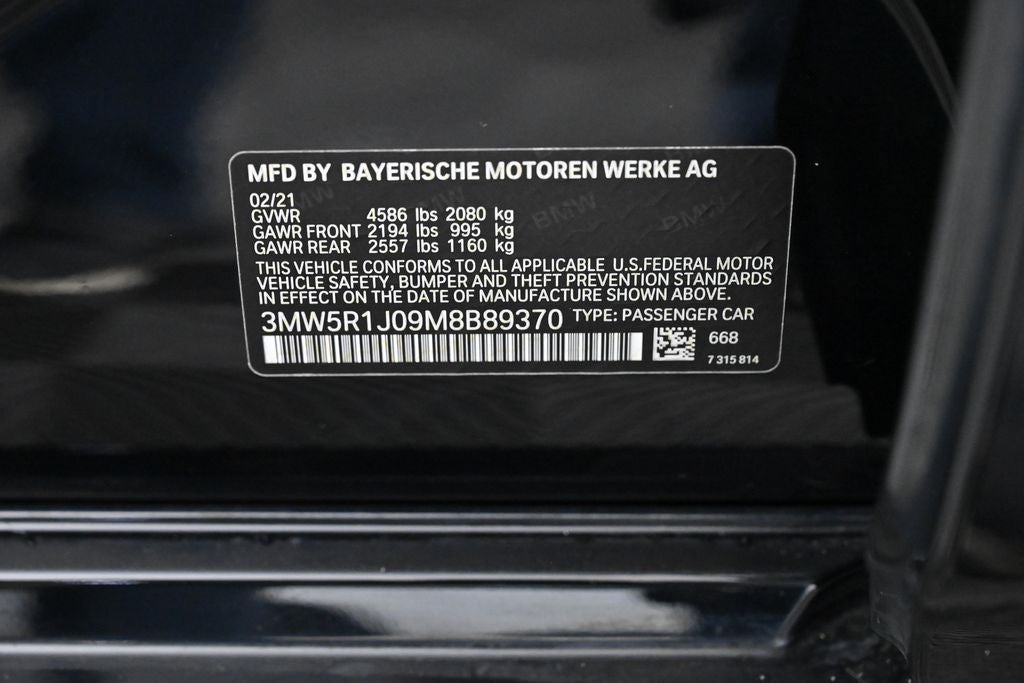 MFD BY BAYERISCHE MOTOREN WERKE AG
02/21
GVWR 4586 lbs 2080 kg
GAWR FRONT 2194 lbs 995 kg
GAWR REAR 2557 lbs 1160 kg
THIS VEHICLE CONFORMS TO ALL APPLICABLE U.S.FEDERAL MOTOR
VEHICLE SAFETY, BUMPER AND THEFT PREVENTION STANDARDS
IN EFFECT ON THE DATE OF MANUFACTURE SHOWN ABOVE.
3MW5R1J09M8B89370 TYPE: PASSENGER CAR
668
7 315 814